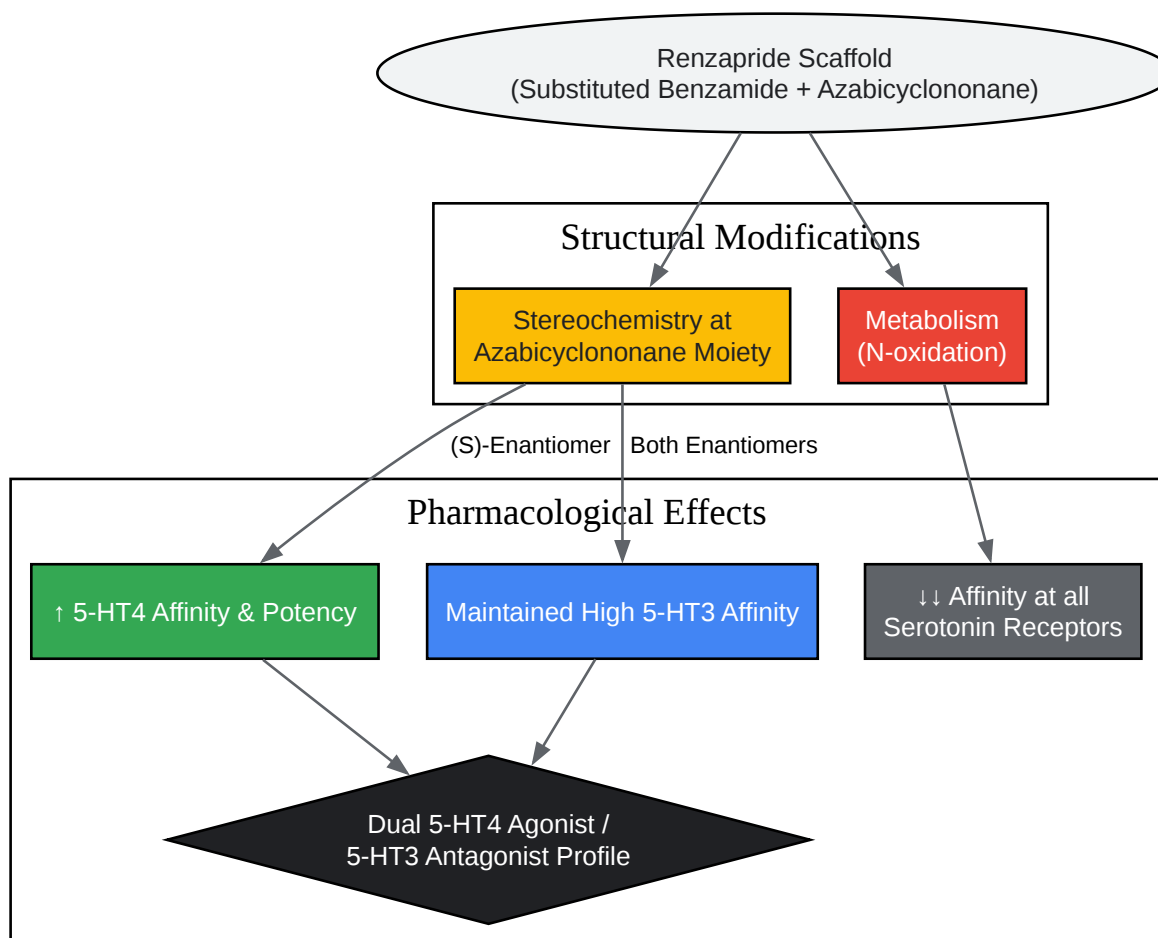 Renzapride Scaffold
(Substituted Benzamide + Azabicyclononane)
Structural Modifications
Stereochemistry at
Azabicyclononane Moiety
Metabolism
(N-oxidation)
(S)-Enantiomer
Both Enantiomers
Pharmacological Effects
↑ 5-HT4 Affinity & Potency
Maintained High 5-HT3 Affinity
↓↓ Affinity at all
Serotonin Receptors
Dual 5-HT4 Agonist /
5-HT3 Antagonist Profile